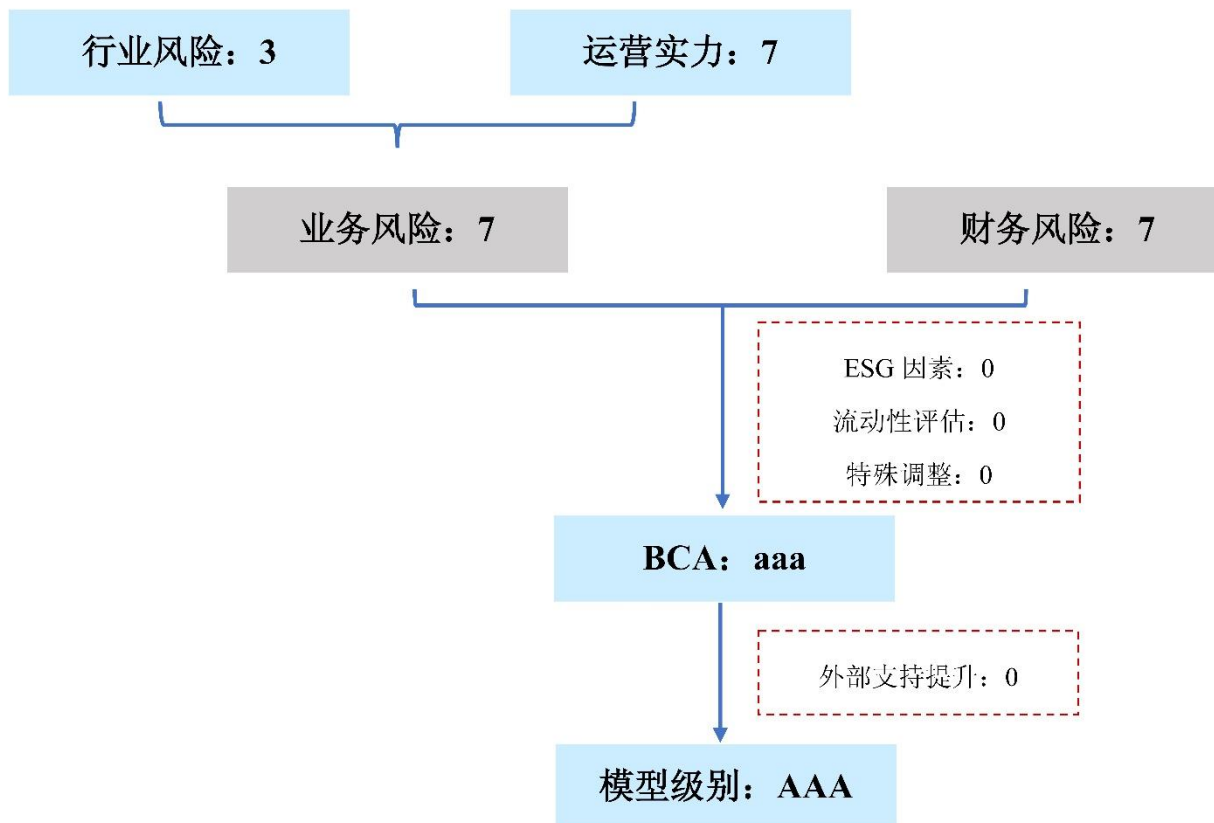 行业风险：3
运营实力：7
业务风险：7
财务风险：7
ESG 因素：0
流动性评估：0
特殊调整：0
BCA：aaa
外部支持提升：0
模型级别：AAA